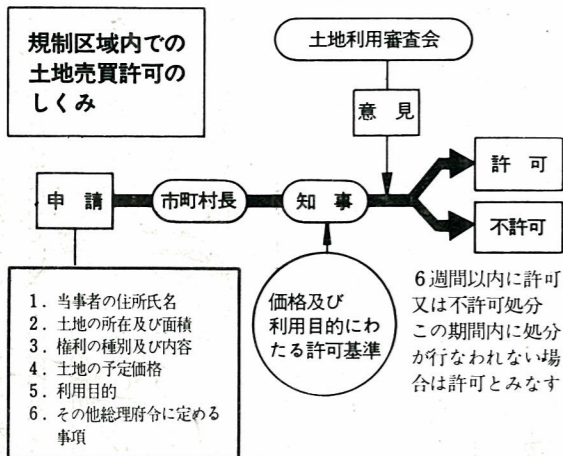 規制区域内での
土地売買許可の
しくみ
土地利用審査会
意 見
申 請
市町村長
知 事
許 可
不許可
1. 当事者の住所氏名
2. 土地の所在及び面積
3. 権利の種別及び内容
4. 土地の予定価格
5. 利用目的
6. その他総理府令に定める
事項
価格及び
利用目的にわ
たる許可基準
6週間以内に許可
又は不許可処分
この期間内に処分
が行なわれない場
合は許可とみなす